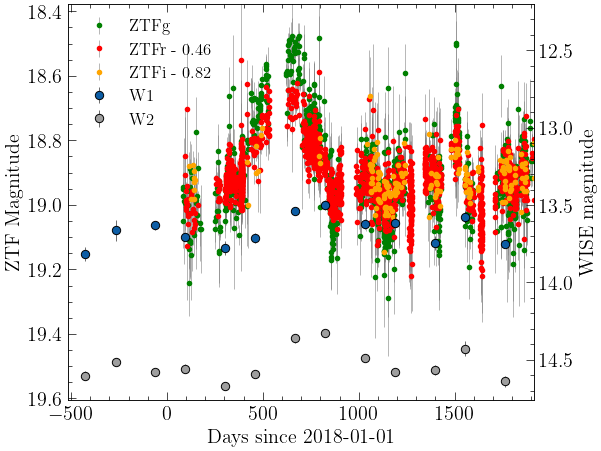 ZTFg
ZTFr - 0.46
ZTFi - 0.82
W1
W2
18.4
18.6
18.8
19.0
19.2
19.4
19.6
ZTF Magnitude
12.5
13.0
13.5
14.0
14.5
WISE magnitude
−500
0
500
1000
1500
Days since 2018-01-01